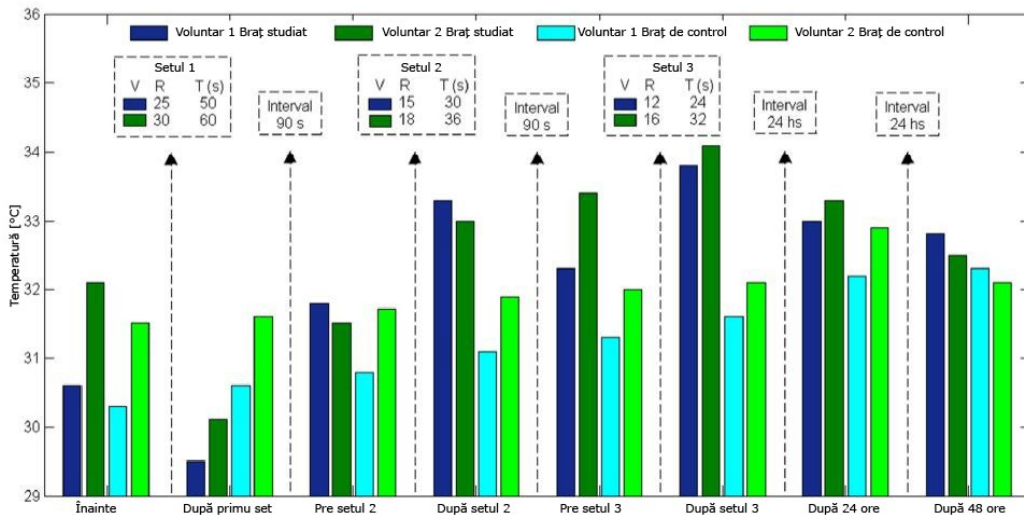 36
35
34
33
32
31
30
29
Temperatură [°C]
Voluntar 1 Braț studiat
Voluntar 2 Braț studiat
Voluntar 1 Braț de control
Voluntar 2 Braț de control
Setul 1
V R T (s)
25 50
30 60
Interval
90 s
Setul 2
V R T (s)
15 30
18 36
Interval
90 s
Setul 3
V R T (s)
12 24
16 32
Interval
24 hs
Interval
24 hs
Înainte
După primu set
Pre setul 2
După setul 2
Pre setul 3
După setul 3
După 24 ore
După 48 ore